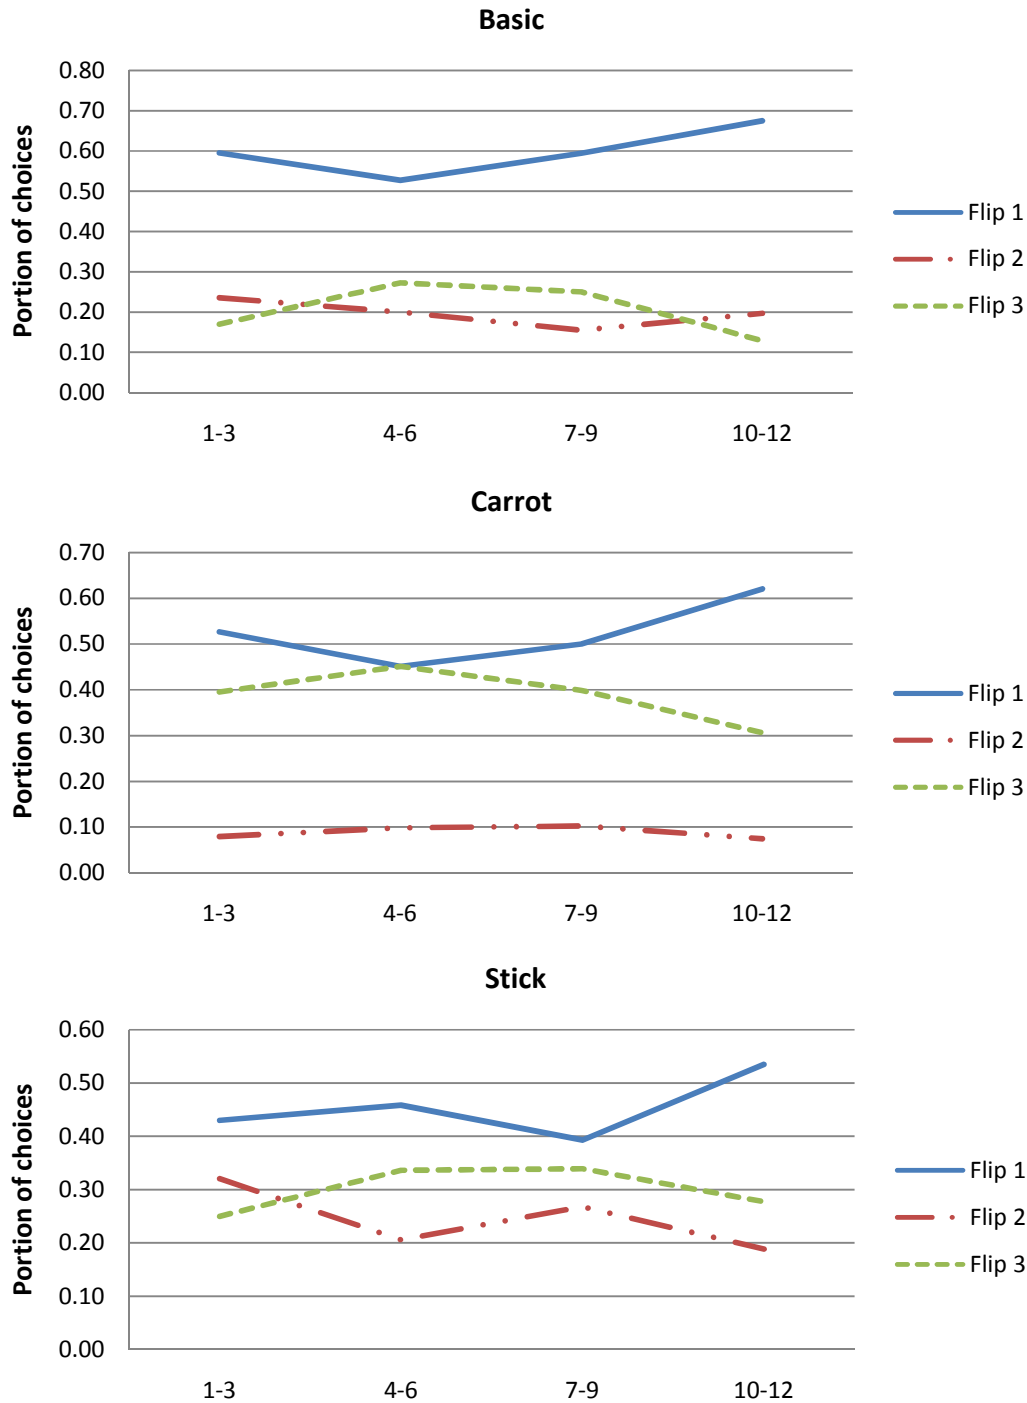 Basic
Portion of choices
0.80
0.70
0.60
0.50
0.40
0.30
0.20
0.10
0.00
1-3 4-6 7-9 10-12
Flip 1
Flip 2
Flip 3
Carrot
Portion of choices
0.70
0.60
0.50
0.40
0.30
0.20
0.10
0.00
1-3 4-6 7-9 10-12
Flip 1
Flip 2
Flip 3
Stick
Portion of choices
0.60
0.50
0.40
0.30
0.20
0.10
0.00
1-3 4-6 7-9 10-12
Flip 1
Flip 2
Flip 3